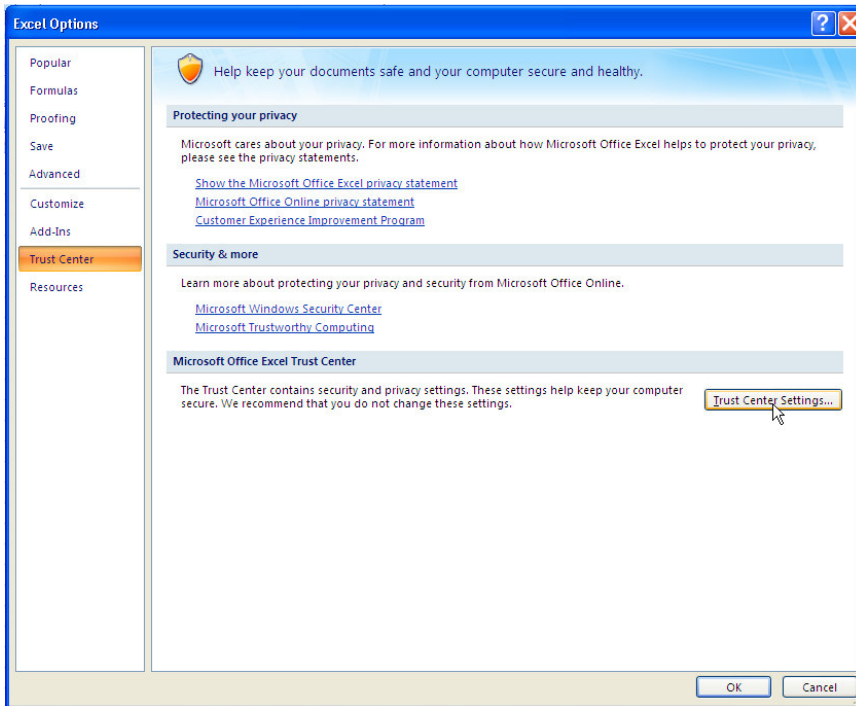 Excel Options
Popular
Formulas
Proofing
Save
Advanced
Customize
Add-Ins
Trust Center
Resources
Help keep your documents safe and your computer secure and healthy.
Protecting your privacy
Microsoft cares about your privacy. For more information about how Microsoft Office Excel helps to protect your privacy,
please see the privacy statements.
Show the Microsoft Office Excel privacy statement
Microsoft Office Online privacy statement
Customer Experience Improvement Program
Security & more
Learn more about protecting your privacy and security from Microsoft Office Online.
Microsoft Windows Security Center
Microsoft Trustworthy Computing
Microsoft Office Excel Trust Center
The Trust Center contains security and privacy settings. These settings help keep your computer
secure. We recommend that you do not change these settings.
Trust Center Settings...
OK
Cancel